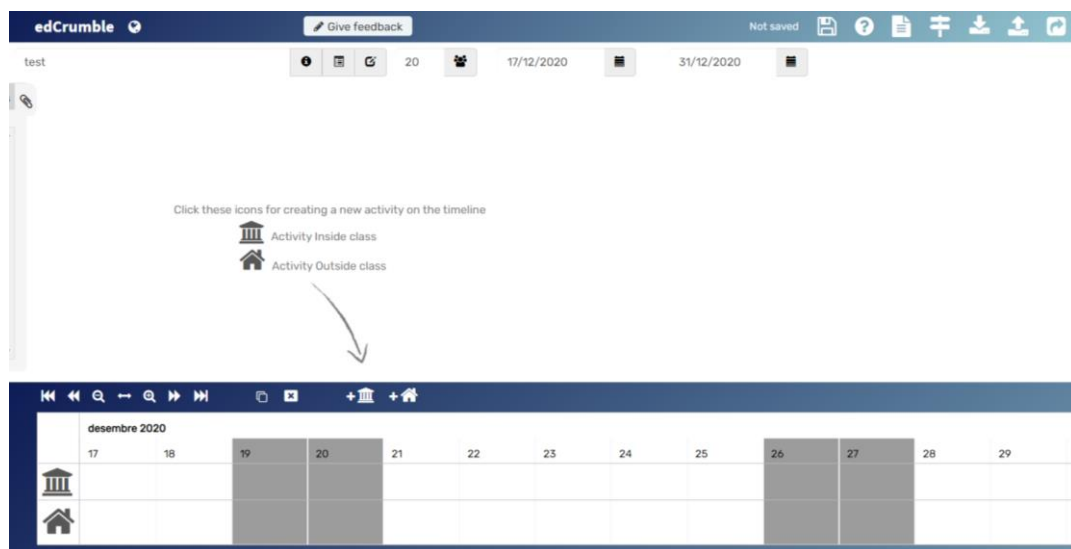 edCrumble
Give feedback
Not saved
test
20
17/12/2020
31/12/2020
Click these icons for creating a new activity on the timeline
Activity Inside class
Activity Outside class
desembre 2020
17 18 19 20 21 22 23 24 25 26 27 28 29